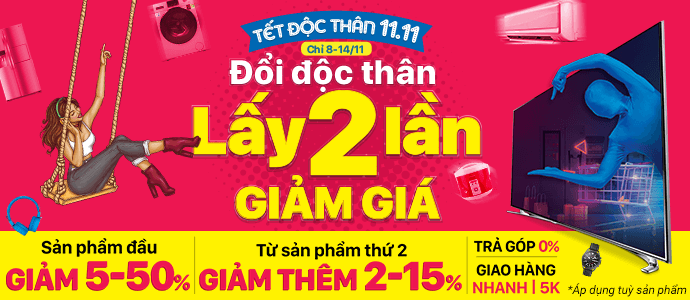 TẾT ĐỘC THÂN 11.11
Chỉ 8-14/11
Đổi độc thân
Lấy 2 lần
GIẢM GIÁ
Sản phẩm đầu
GIẢM 5-50%
Từ sản phẩm thứ 2
GIẢM THÊM 2-15%
TRẢ GÓP 0%
GIAO HÀNG
NHANH | 5K
*Áp dụng tuỳ sản phẩm